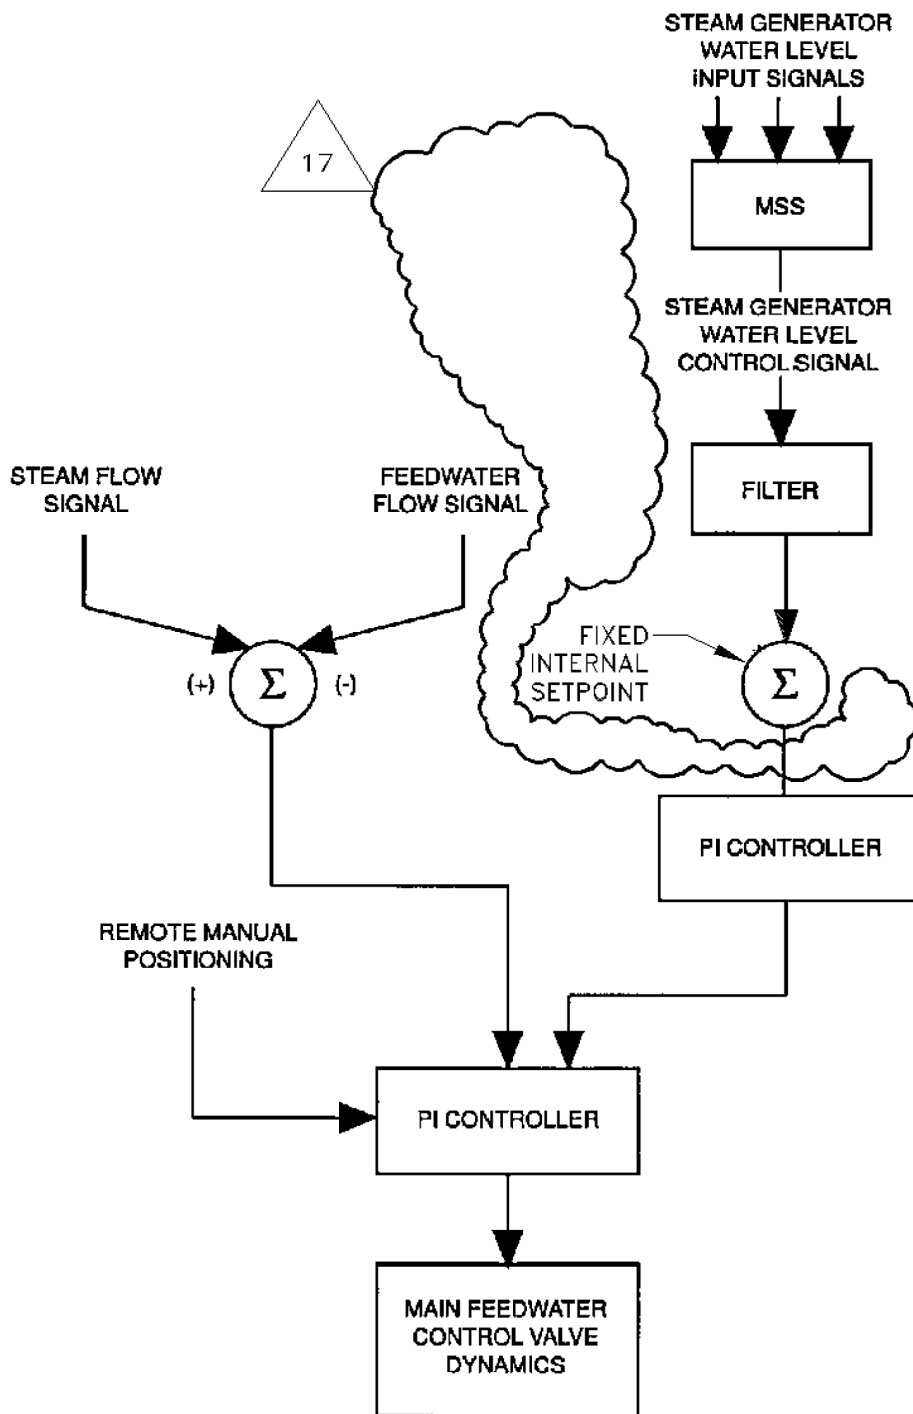 STEAM GENERATOR
WATER LEVEL
INPUT SIGNALS
17
MSS
STEAM GENERATOR
WATER LEVEL
CONTROL SIGNAL
STEAM FLOW
SIGNAL
FEEDWATER
FLOW SIGNAL
FILTER
(+)
Σ
(-)
FIXED
INTERNAL
SETPOINT
Σ
PI CONTROLLER
REMOTE MANUAL
POSITIONING
PI CONTROLLER
MAIN FEEDWATER
CONTROL VALVE
DYNAMICS